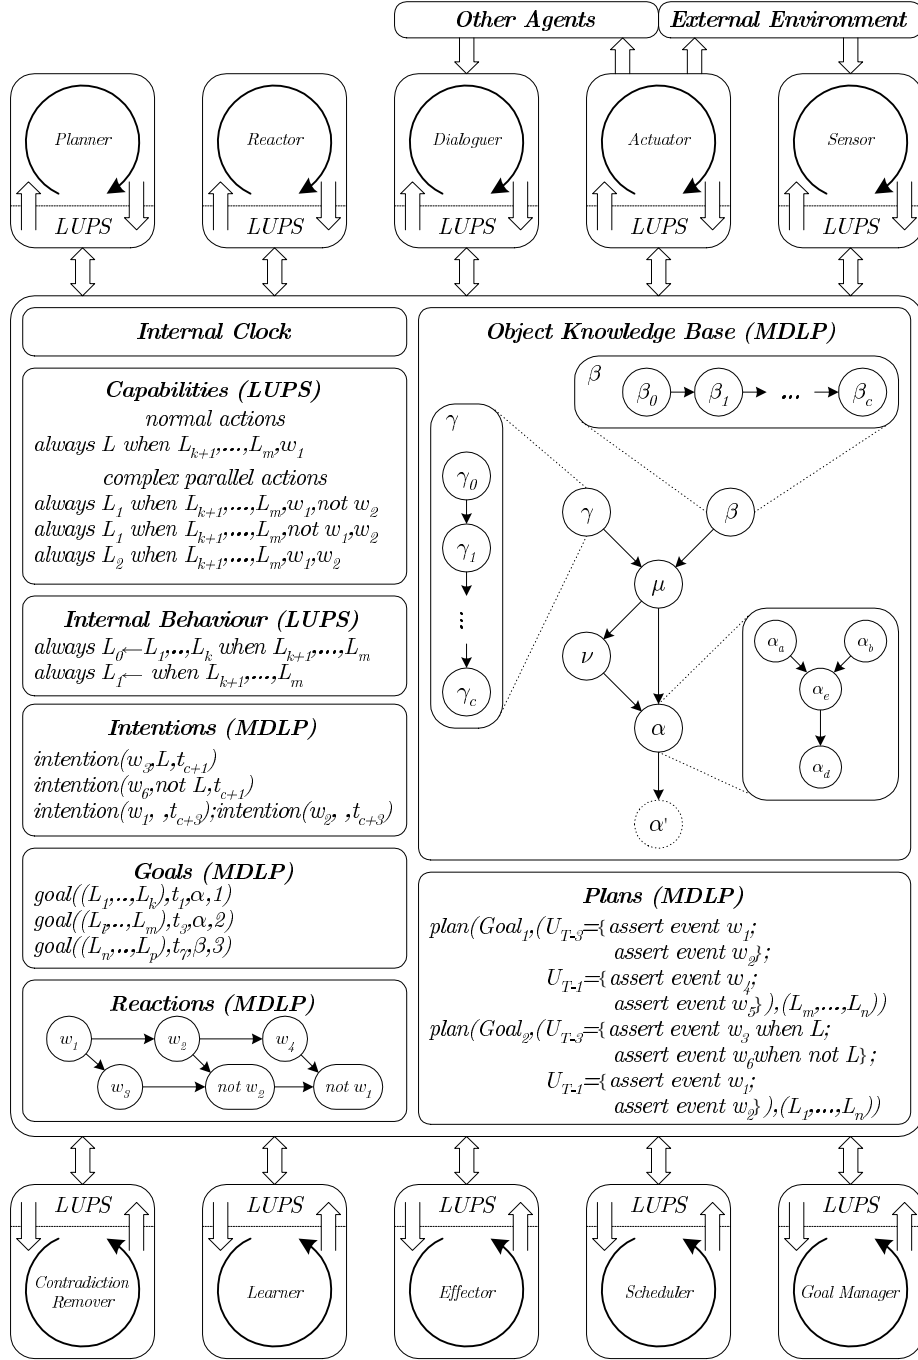 Other Agents
External Environment
Planner
Reactor
Dialoguer
Actuator
Sensor
LUPS
LUPS
LUPS
LUPS
LUPS
Internal Clock
Capabilities (LUPS)
normal actions
always L when L_{k+1},...,L_m,w_1
complex parallel actions
always L_1 when L_{k+1},...,L_m,w_1,not w_2
always L_1 when L_{k+1},...,L_m,not w_1,w_2
always L_2 when L_{k+1},...,L_m,w_1,w_2
Internal Behaviour (LUPS)
always L_0←L_1,...,L_k when L_{k+1},...,L_m
always L_1← when L_{k+1},...,L_m
Intentions (MDLP)
intention(w_3,L,t_{c+1})
intention(w_6,not L,t_{c+1})
intention(w_1, ,t_{c+3});intention(w_2, ,t_{c+3})
Goals (MDLP)
goal((L_1,...,L_k),t_1,α,1)
goal((L_l,...,L_m),t_3,α,2)
goal((L_n,...,L_p),t_7,β,3)
Reactions (MDLP)
w_1
w_2
w_4
w_3
not w_2
not w_1
Object Knowledge Base (MDLP)
β
β_0
β_1
...
β_c
γ
γ_0
γ_1
...
γ_c
γ
β
μ
ν
α
α'
α_a
α_b
α_e
α_d
Plans (MDLP)
plan(Goal_1,(U_{T-3}={assert event w_1;
assert event w_2};
U_{T-1}={assert event w_4;
assert event w_5}),(L_m,...,L_n))
plan(Goal_2,(U_{T-3}={assert event w_3 when L;
assert event w_6 when not L};
U_{T-1}={assert event w_1;
assert event w_2}),(L_1,...,L_n))
LUPS
LUPS
LUPS
LUPS
LUPS
Contradiction
Remover
Learner
Effector
Scheduler
Goal Manager